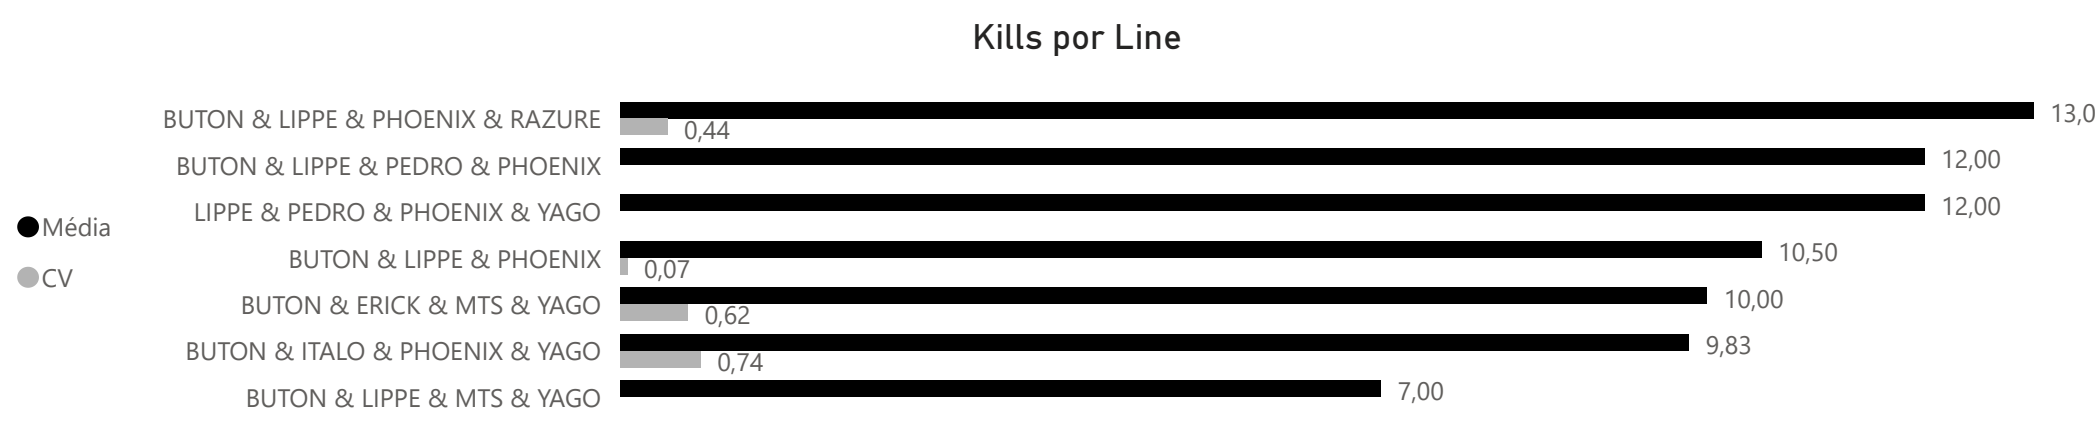 Kills por Line
BUTON & LIPPE & PHOENIX & RAZURE 13,0
0,44
BUTON & LIPPE & PEDRO & PHOENIX 12,00
LIPPE & PEDRO & PHOENIX & YAGO 12,00
Média
BUTON & LIPPE & PHOENIX 10,50
0,07
CV
BUTON & ERICK & MTS & YAGO 10,00
0,62
BUTON & ITALO & PHOENIX & YAGO 9,83
0,74
BUTON & LIPPE & MTS & YAGO 7,00